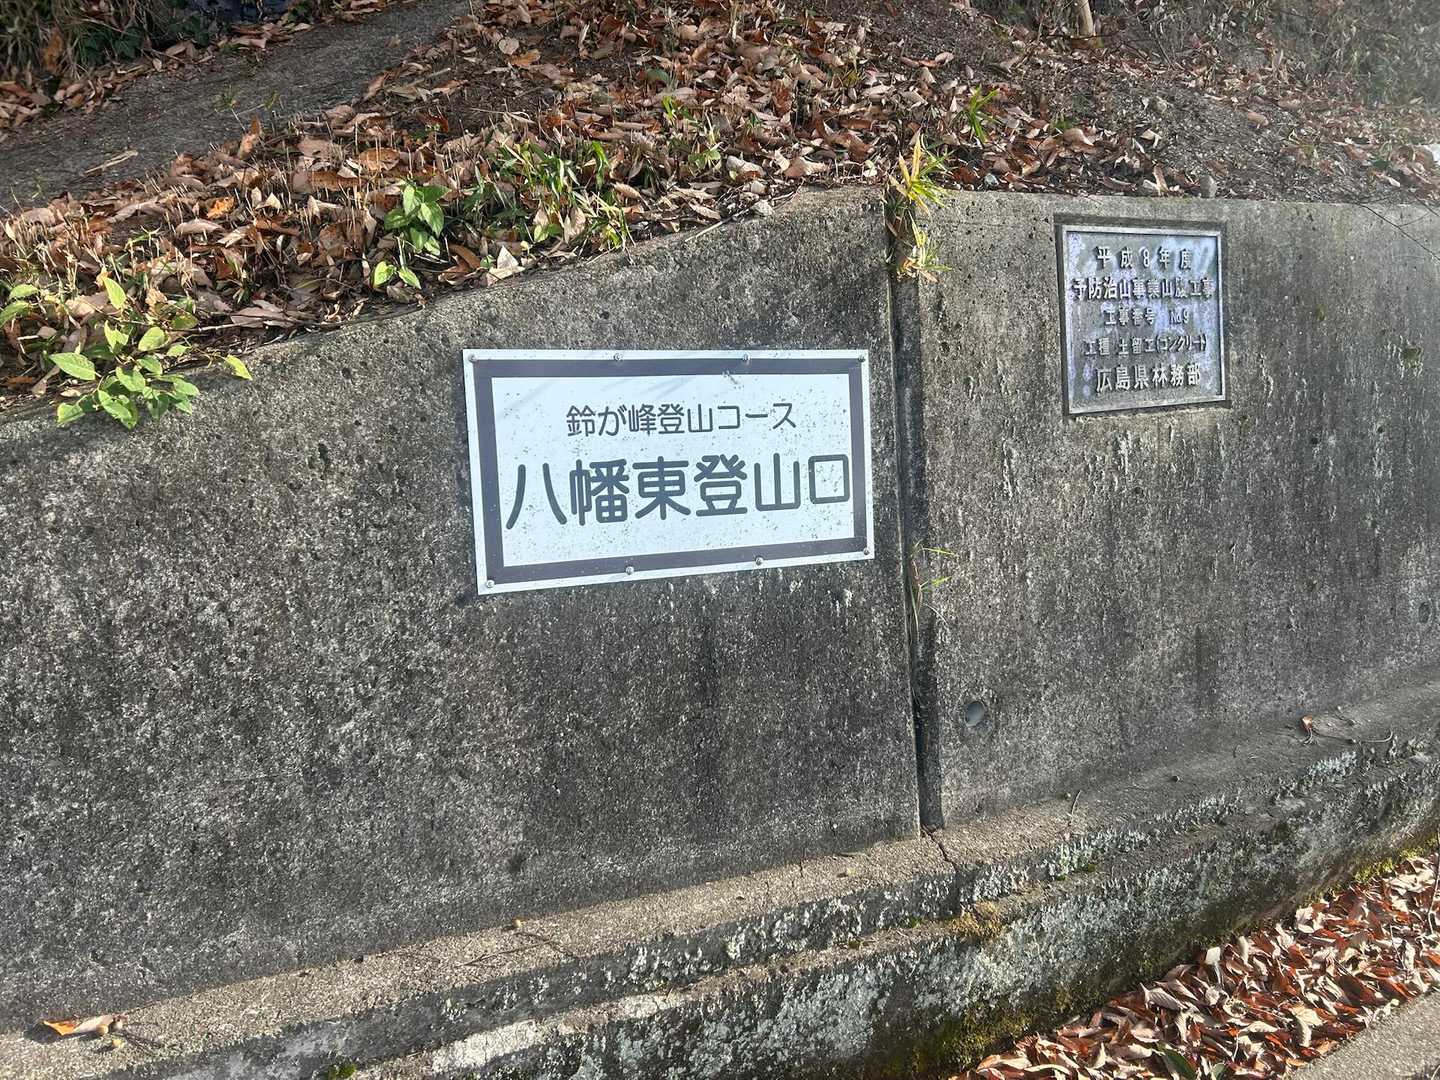 鈴が峰登山コース
八幡東登山口
平成8年度
予防治山事業山腹工事
工事番号 No.9
工種 土留工(コンクリート)
広島県林務部